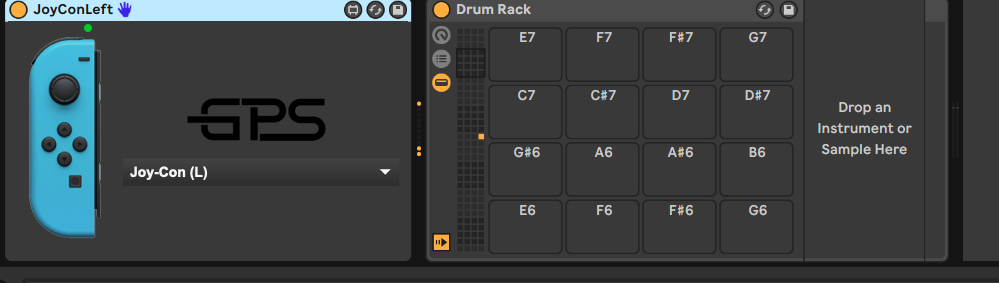 JoyConLeft
Drum Rack
GPS
Joy-Con (L)
E7 F7 F#7 G7
C7 C#7 D7 D#7
G#6 A6 A#6 B6
E6 F6 F#6 G6
Drop an
Instrument or
Sample Here